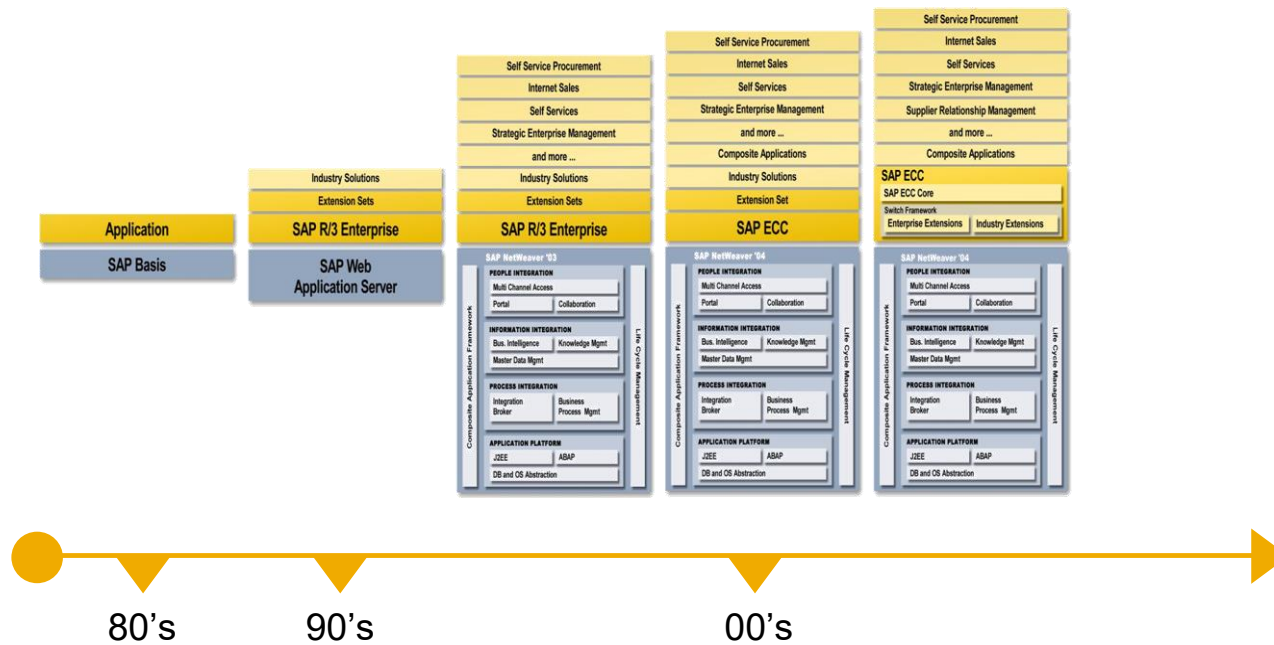 Application
SAP Basis
Industry Solutions
Extension Sets
SAP R/3 Enterprise
SAP Web
Application Server
Self Service Procurement
Internet Sales
Self Services
Strategic Enterprise Management
and more ...
Industry Solutions
Extension Sets
SAP R/3 Enterprise
SAP NetWeaver '03
Composite Application Framework
PEOPLE INTEGRATION
Multi Channel Access
Portal
Collaboration
INFORMATION INTEGRATION
Bus. Intelligence
Knowledge Mgmt
Master Data Mgmt
PROCESS INTEGRATION
Integration
Broker
Business
Process Mgmt
APPLICATION PLATFORM
J2EE
ABAP
DB and OS Abstraction
Life Cycle Management
Self Service Procurement
Internet Sales
Self Services
Strategic Enterprise Management
and more ...
Composite Applications
Industry Solutions
Extension Set
SAP ECC
SAP NetWeaver '04
Composite Application Framework
PEOPLE INTEGRATION
Multi Channel Access
Portal
Collaboration
INFORMATION INTEGRATION
Bus. Intelligence
Knowledge Mgmt
Master Data Mgmt
PROCESS INTEGRATION
Integration
Broker
Business
Process Mgmt
APPLICATION PLATFORM
J2EE
ABAP
DB and OS Abstraction
Life Cycle Management
Self Service Procurement
Internet Sales
Self Services
Strategic Enterprise Management
Supplier Relationship Management
and more ...
Composite Applications
SAP ECC
SAP ECC Core
Switch Framework
Enterprise Extensions
Industry Extensions
SAP NetWeaver '04
Composite Application Framework
PEOPLE INTEGRATION
Multi Channel Access
Portal
Collaboration
INFORMATION INTEGRATION
Bus. Intelligence
Knowledge Mgmt
Master Data Mgmt
PROCESS INTEGRATION
Integration
Broker
Business
Process Mgmt
APPLICATION PLATFORM
J2EE
ABAP
DB and OS Abstraction
Life Cycle Management
80's
90's
00's